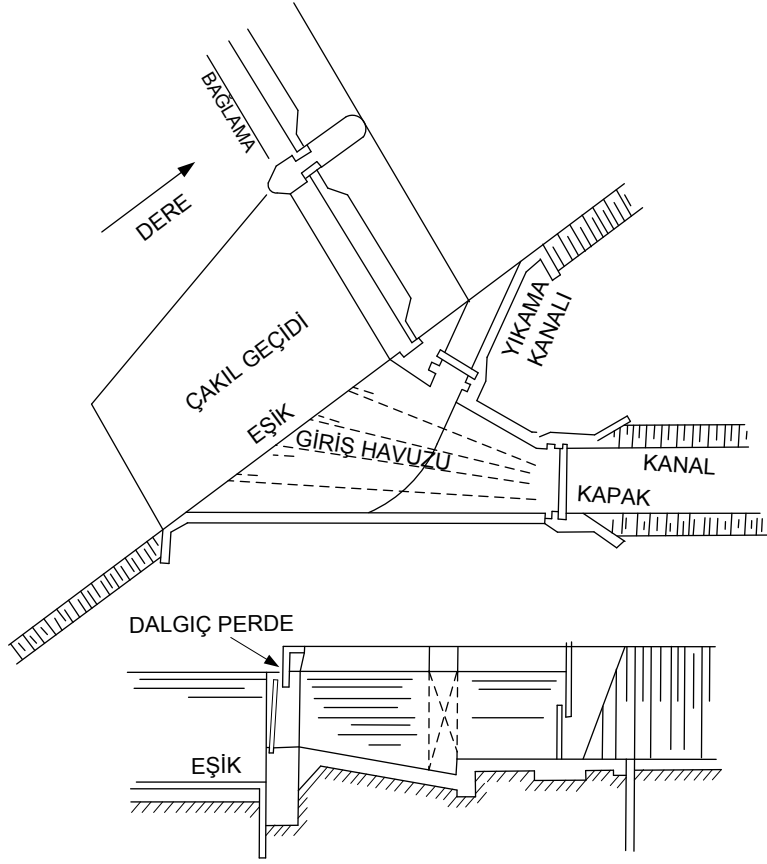 BAĞLAMA
DERE
ÇAKIL GEÇİDİ
EŞİK
GİRİŞ HAVUZU
YIKAMA
KANALI
KANAL
KAPAK
DALGIÇ PERDE
EŞİK